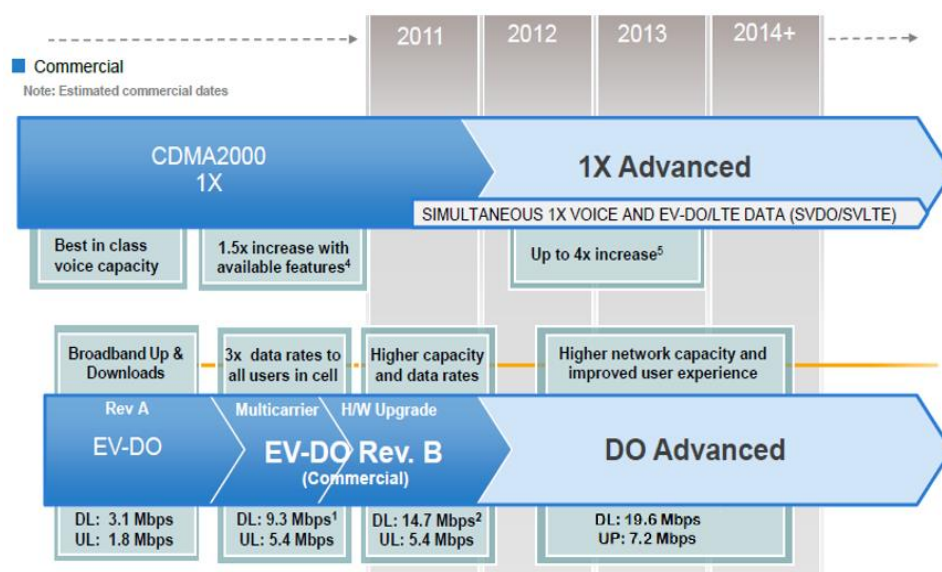 2011
2012
2013
2014+
Commercial
Note: Estimated commercial dates
CDMA2000
1X
1X Advanced
SIMULTANEOUS 1X VOICE AND EV-DO/LTE DATA (SVDO/SVLTE)
Best in class
voice capacity
1.5x increase with
available features4
Up to 4x increase5
Broadband Up &
Downloads
3x data rates to
all users in cell
Higher capacity
and data rates
Higher network capacity and
improved user experience
Rev A
EV-DO
Multicarrier
H/W Upgrade
EV-DO Rev. B
(Commercial)
DO Advanced
DL: 3.1 Mbps
UL: 1.8 Mbps
DL: 9.3 Mbps1
UL: 5.4 Mbps
DL: 14.7 Mbps2
UL: 5.4 Mbps
DL: 19.6 Mbps
UP: 7.2 Mbps